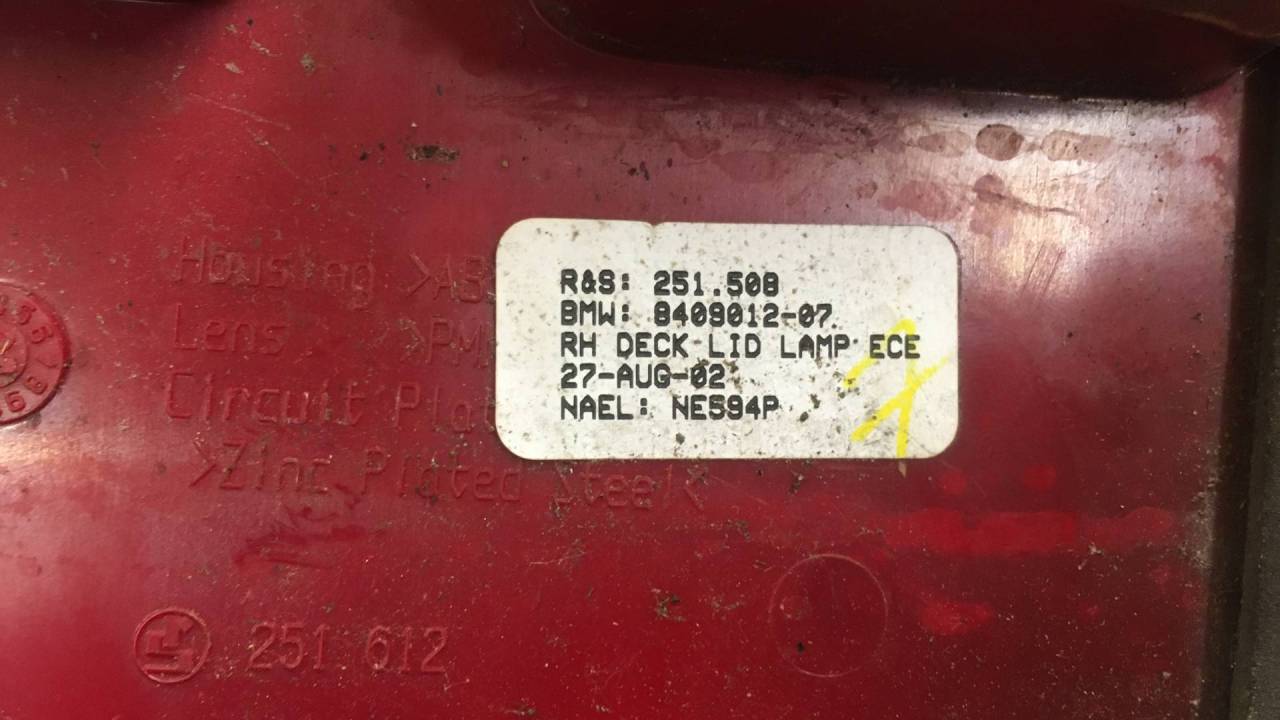 R&S: 251.508
BMW: 8409012-07
RH DECK LID LAMP ECE
27-AUG-02
NAEL: NE594P
Housing
Lens
Circuit
>Zinc Plated Steel<
251 612